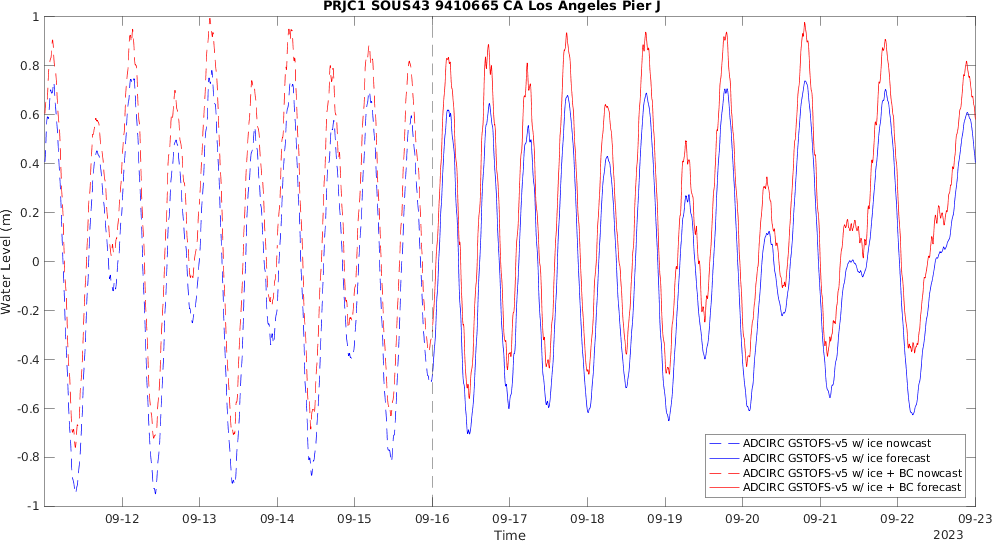 PRJC1 SOUS43 9410665 CA Los Angeles Pier J
Water Level (m)
1
0.8
0.6
0.4
0.2
0
-0.2
-0.4
-0.6
-0.8
-1
09-12 09-13 09-14 09-15 09-16 09-17 09-18 09-19 09-20 09-21 09-22 09-23
Time
2023
ADCIRC GSTOFS-v5 w/ ice nowcast
ADCIRC GSTOFS-v5 w/ ice forecast
ADCIRC GSTOFS-v5 w/ ice + BC nowcast
ADCIRC GSTOFS-v5 w/ ice + BC forecast